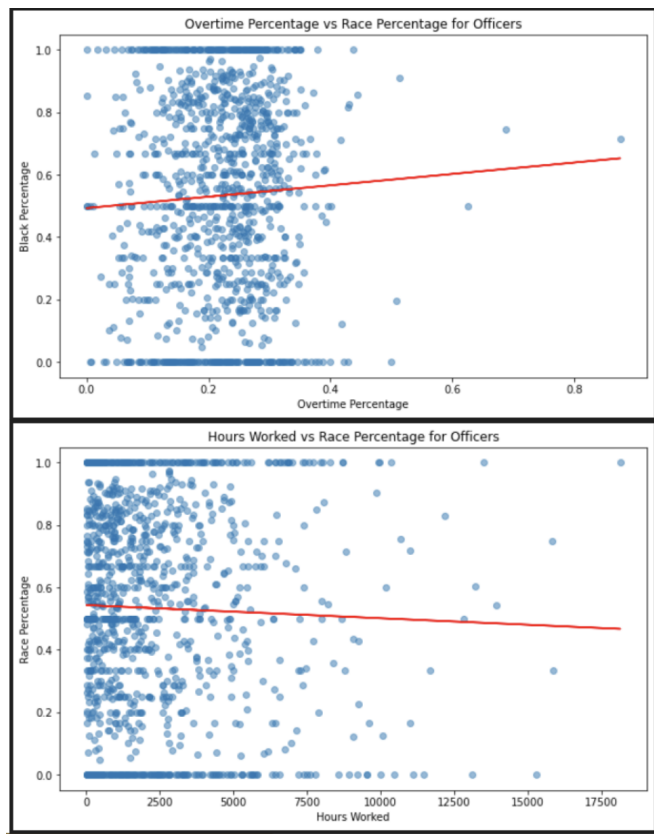 Overtime Percentage vs Race Percentage for Officers
1.0
0.8
0.6
0.4
0.2
0.0
Black Percentage
0.0 0.2 0.4 0.6 0.8
Overtime Percentage
Hours Worked vs Race Percentage for Officers
1.0
0.8
0.6
0.4
0.2
0.0
Race Percentage
0 2500 5000 7500 10000 12500 15000 17500
Hours Worked